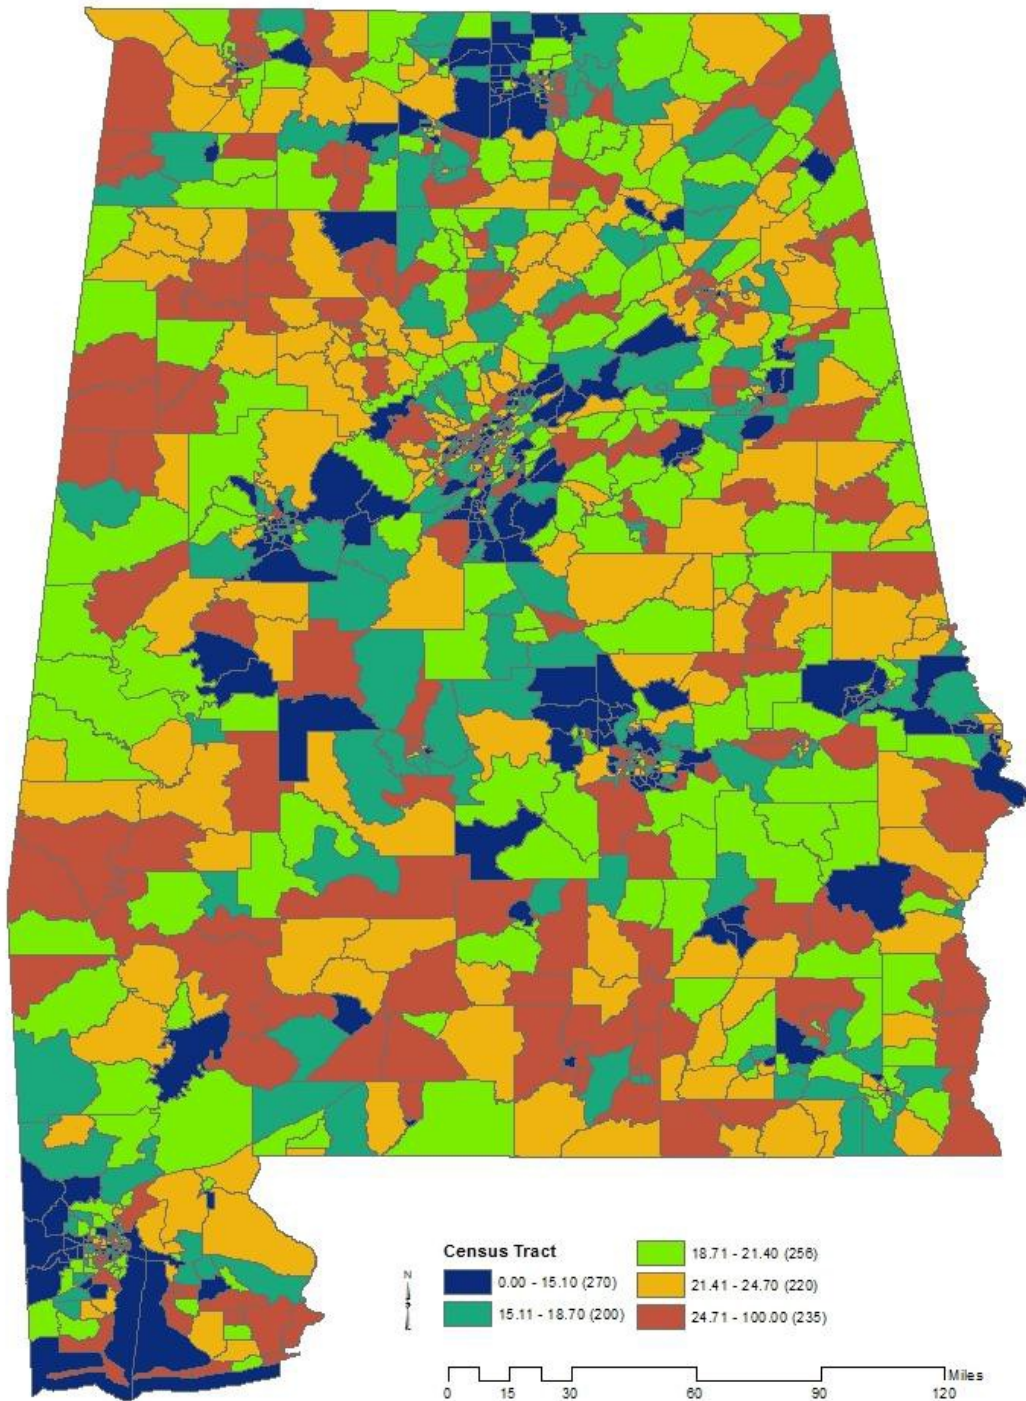 Census Tract
0.00 - 15.10 (270)
15.11 - 18.70 (200)
18.71 - 21.40 (256)
21.41 - 24.70 (220)
24.71 - 100.00 (235)
N
Miles
0 15 30 60 90 120